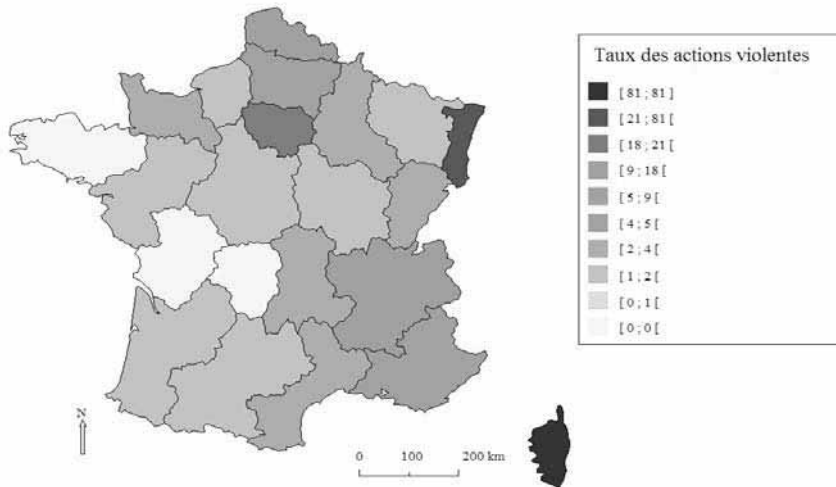 Taux des actions violentes
[ 81 ; 81 ]
[ 21 ; 81 [
[ 18 ; 21 [
[ 9 ; 18 [
[ 5 ; 9 [
[ 4 ; 5 [
[ 2 ; 4 [
[ 1 ; 2 [
[ 0 ; 1 [
[ 0 ; 0 [
N
0 100 200 km